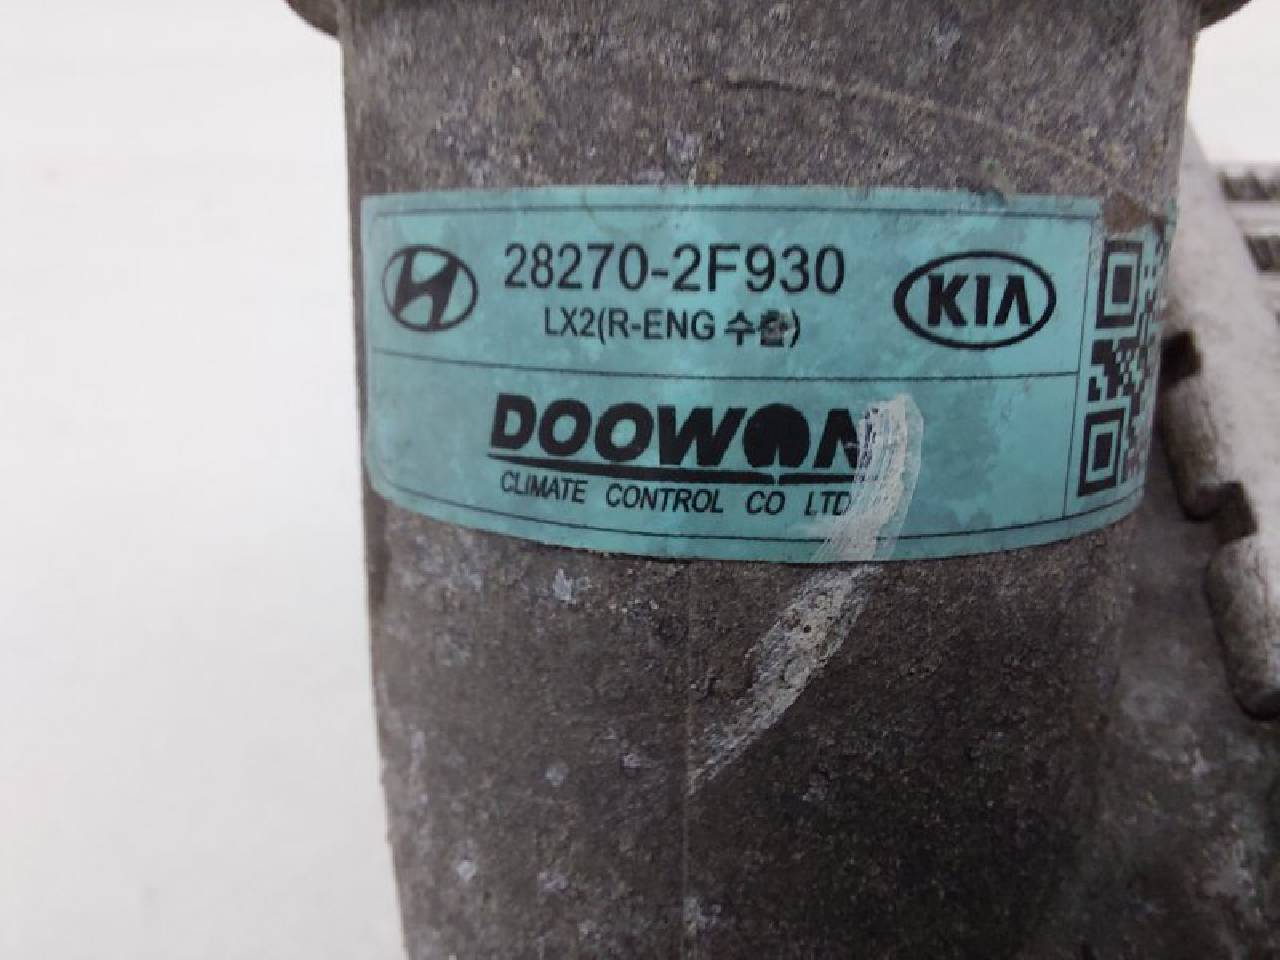 28270-2F930
KIA
LX2(R-ENG 수출)
DOOWON
CLIMATE CONTROL CO LTD